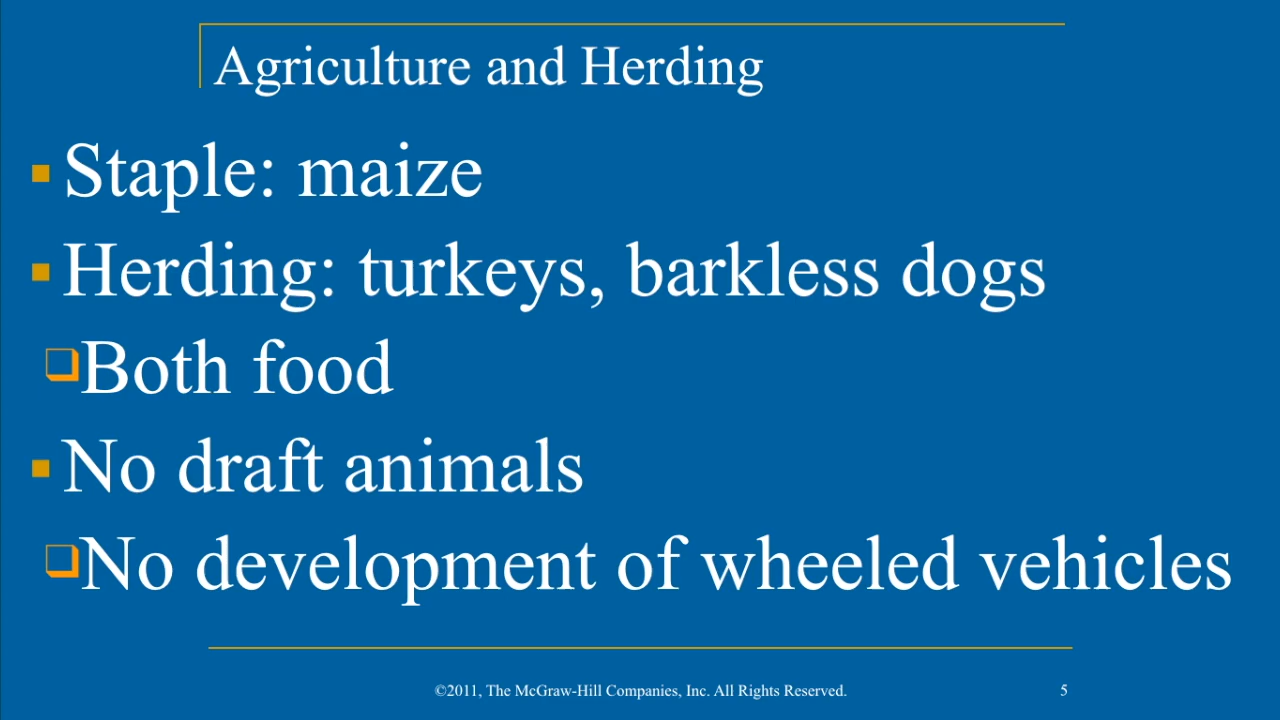 Agriculture and Herding
Staple: maize
Herding: turkeys, barkless dogs
Both food
No draft animals
No development of wheeled vehicles
©2011, The McGraw-Hill Companies, Inc. All Rights Reserved.
5